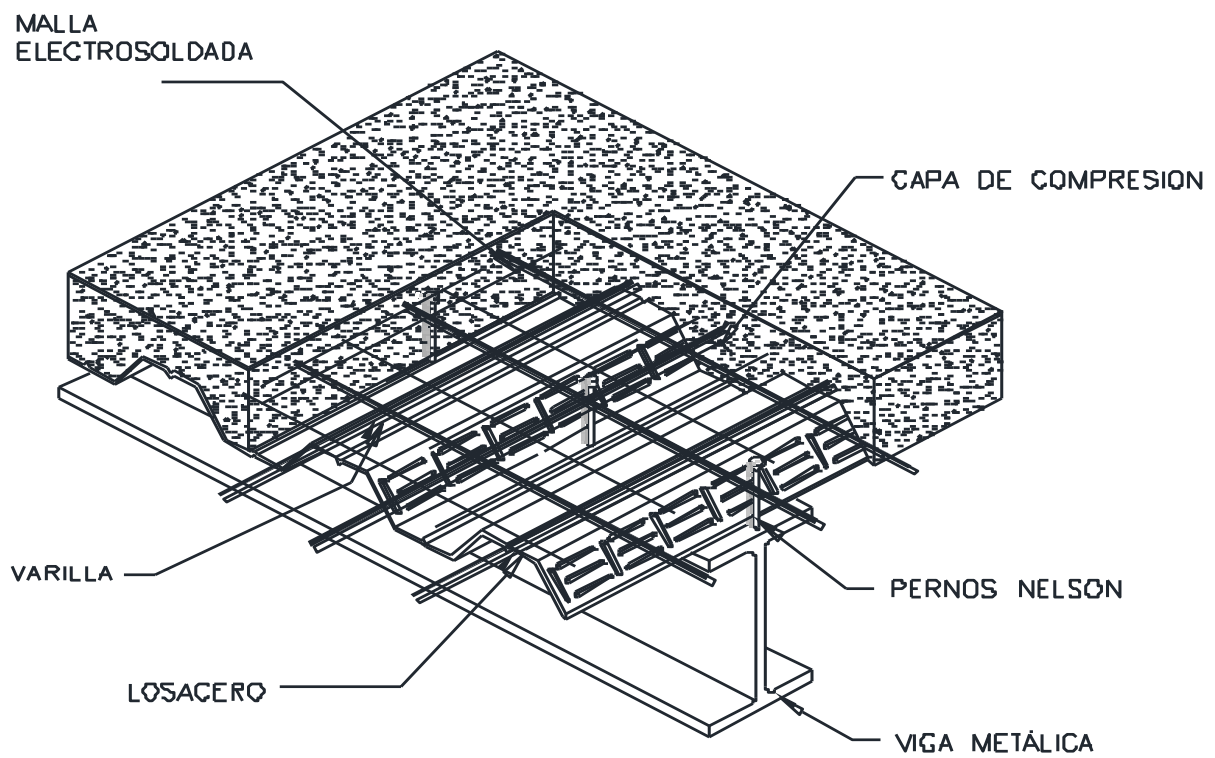 MALLA
ELECTROSOLDADA
CAPA DE COMPRESION
VARILLA
PERNOS NELSON
LOSACERO
VIGA METÁLICA